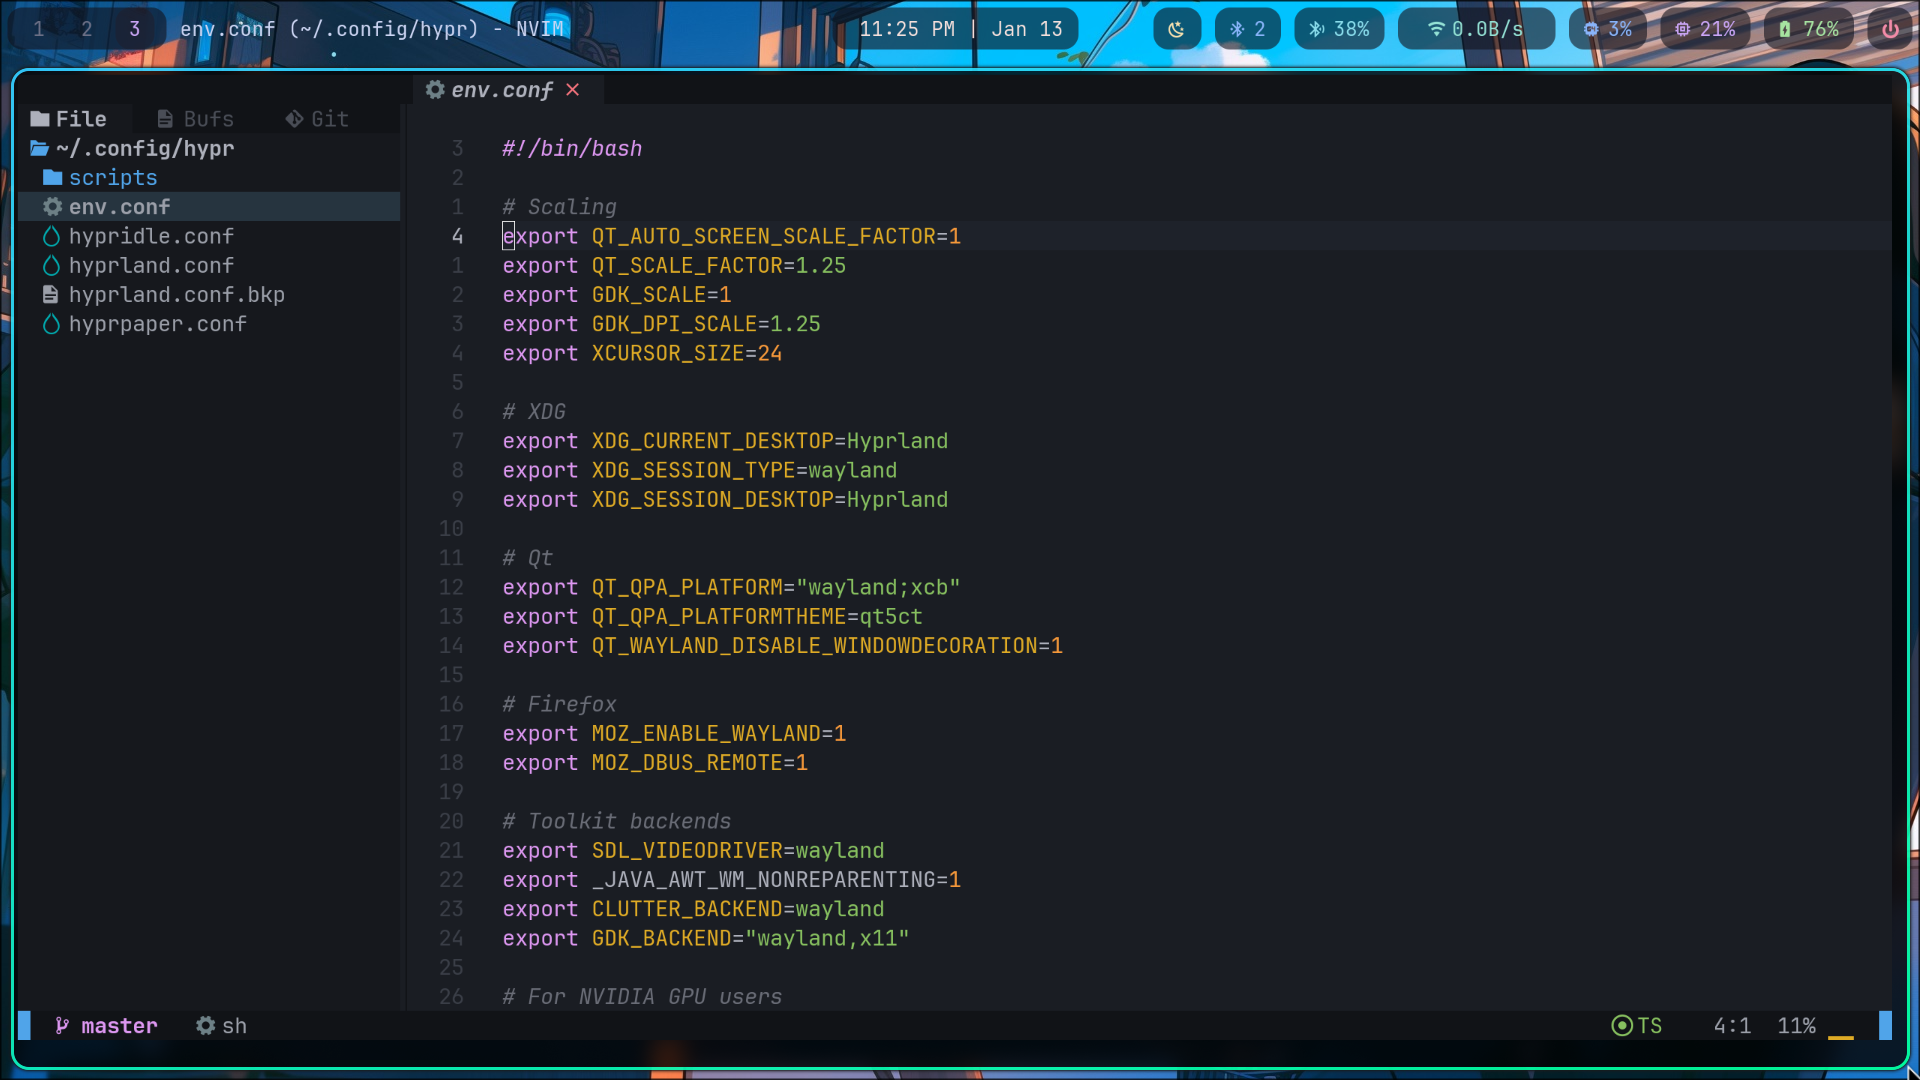 1 2 3 env.conf (~/.config/hypr) - NVIM 11:25 PM | Jan 13 2 38% 0.0B/s 3% 21% 76%
env.conf
File Bufs Git
~/.config/hypr
scripts
env.conf
hypridle.conf
hyprland.conf
hyprland.conf.bkp
hyprpaper.conf
3 #!/bin/bash
2
1 # Scaling
4 export QT_AUTO_SCREEN_SCALE_FACTOR=1
1 export QT_SCALE_FACTOR=1.25
2 export GDK_SCALE=1
3 export GDK_DPI_SCALE=1.25
4 export XCURSOR_SIZE=24
5
6 # XDG
7 export XDG_CURRENT_DESKTOP=Hyprland
8 export XDG_SESSION_TYPE=wayland
9 export XDG_SESSION_DESKTOP=Hyprland
10
11 # Qt
12 export QT_QPA_PLATFORM="wayland;xcb"
13 export QT_QPA_PLATFORMTHEME=qt5ct
14 export QT_WAYLAND_DISABLE_WINDOWDECORATION=1
15
16 # Firefox
17 export MOZ_ENABLE_WAYLAND=1
18 export MOZ_DBUS_REMOTE=1
19
20 # Toolkit backends
21 export SDL_VIDEODRIVER=wayland
22 export _JAVA_AWT_WM_NONREPARENTING=1
23 export CLUTTER_BACKEND=wayland
24 export GDK_BACKEND="wayland,x11"
25
26 # For NVIDIA GPU users
master sh TS 4:1 11%